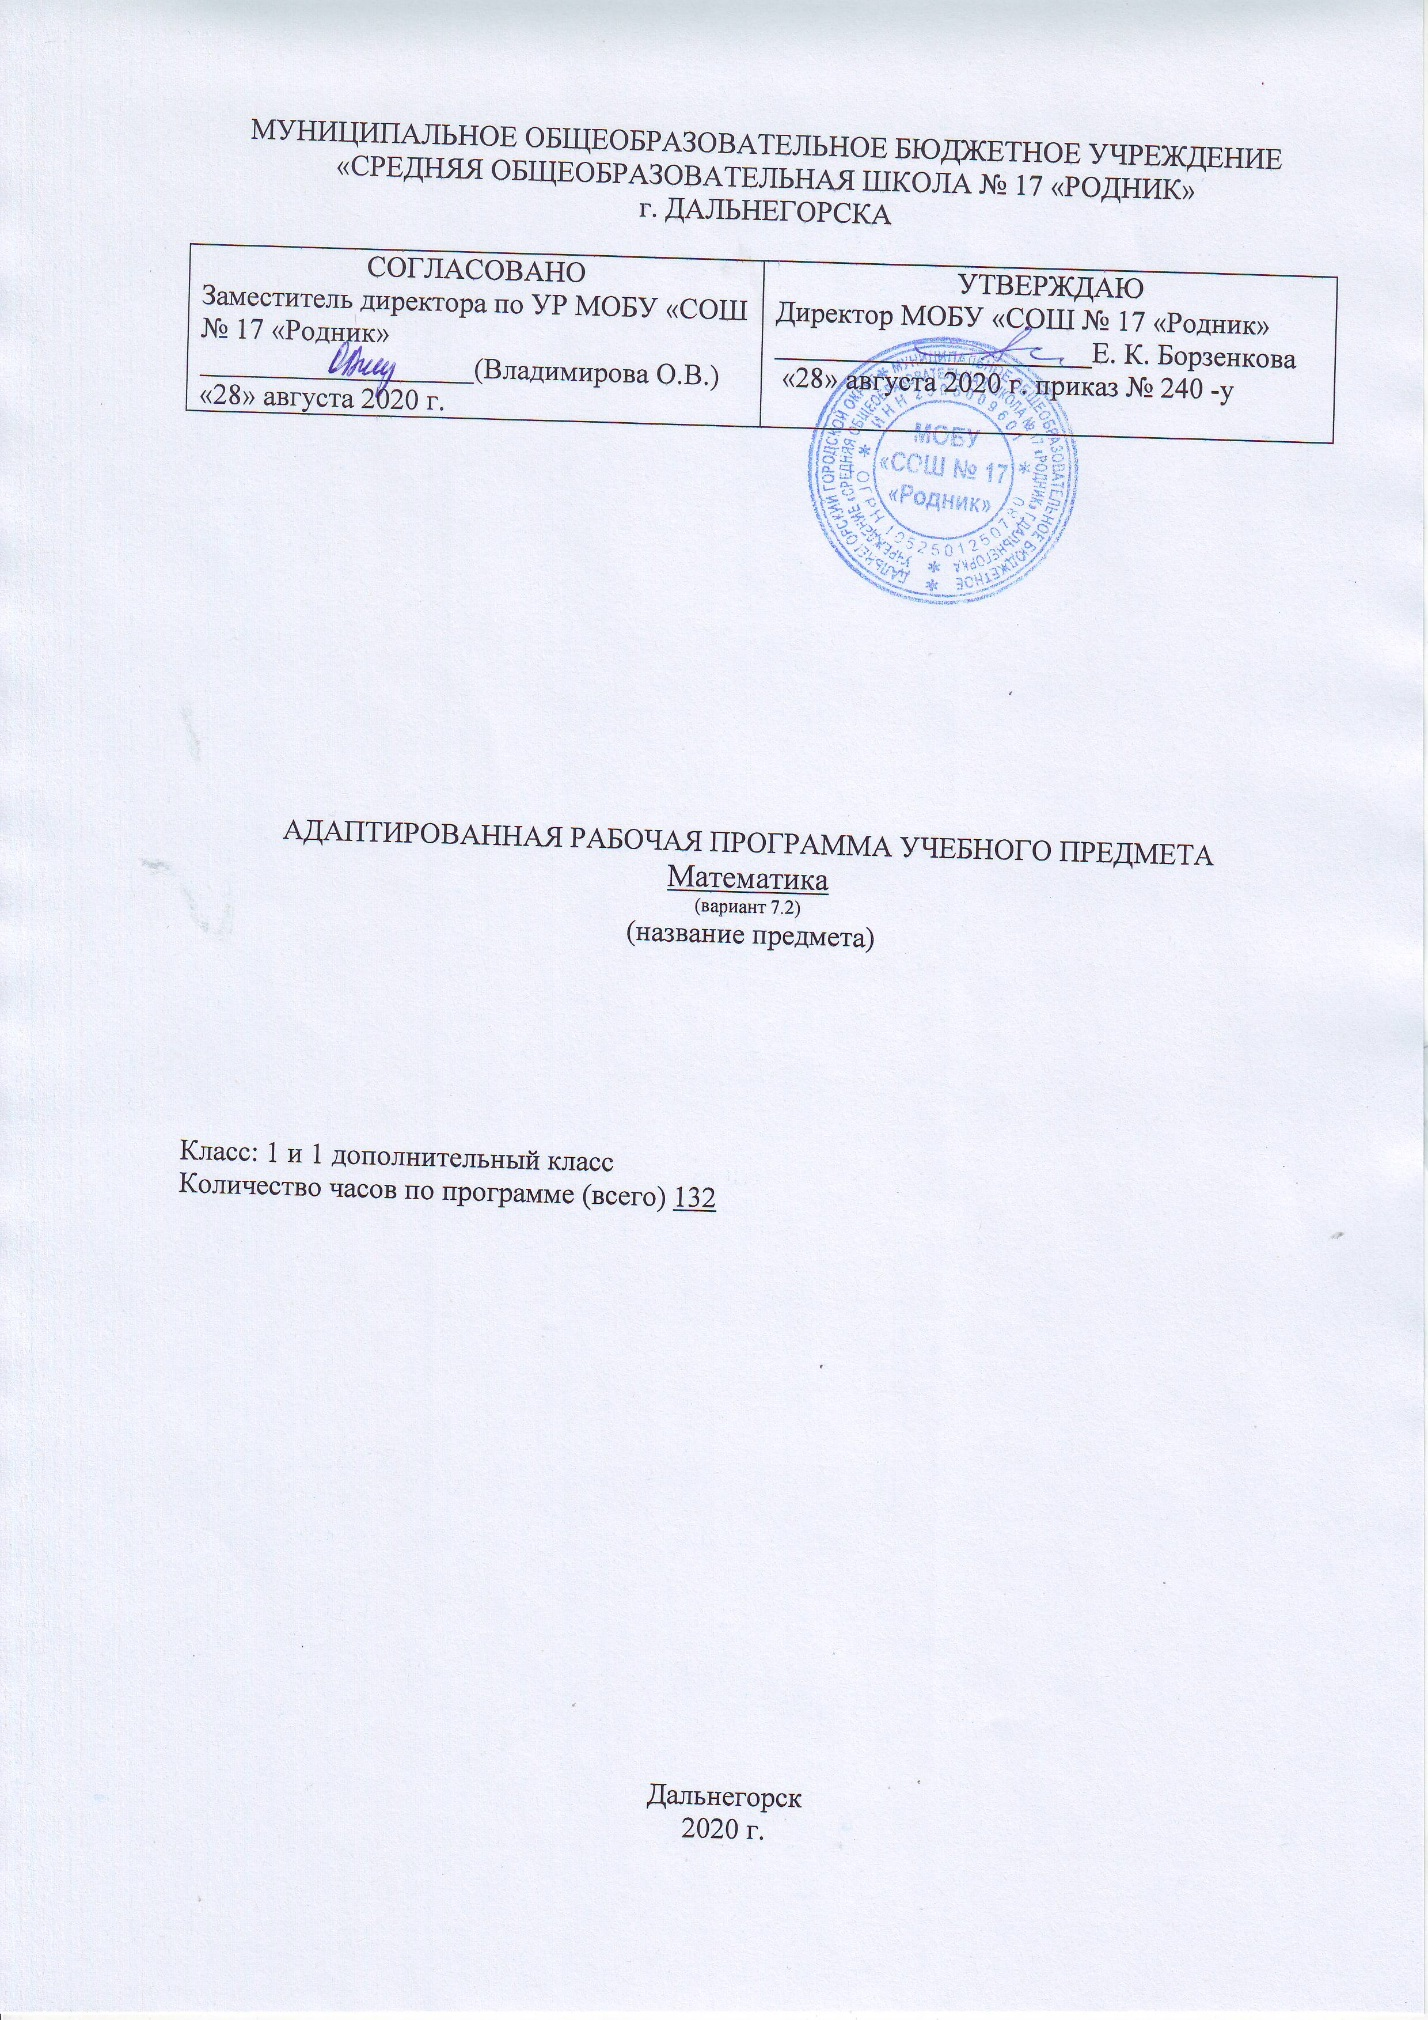 МУНИЦИПАЛЬНОЕ ОБЩЕОБРАЗОВАТЕЛЬНОЕ БЮДЖЕТНОЕ УЧРЕЖДЕНИЕ
«СРЕДНЯЯ ОБЩЕОБРАЗОВАТЕЛЬНАЯ ШКОЛА № 17 «РОДНИК»
г. ДАЛЬНЕГОРСКА
СОГЛАСОВАНО
Заместитель директора по УР МОБУ «СОШ
№ 17 «Родник»
(Владимирова О.В.)
«28» августа 2020 г.
УТВЕРЖДАЮ
Директор МОБУ «СОШ № 17 «Родник»
Е. К. Борзенкова
«28» августа 2020 г. приказ № 240 -у
МОБУ
«СОШ № 17
«Родник»
АДАПТИРОВАННАЯ РАБОЧАЯ ПРОГРАММА УЧЕБНОГО ПРЕДМЕТА
Математика
(вариант 7.2)
(название предмета)
Класс: 1 и 1 дополнительный класс
Количество часов по программе (всего) 132
Дальнегорск
2020 г.